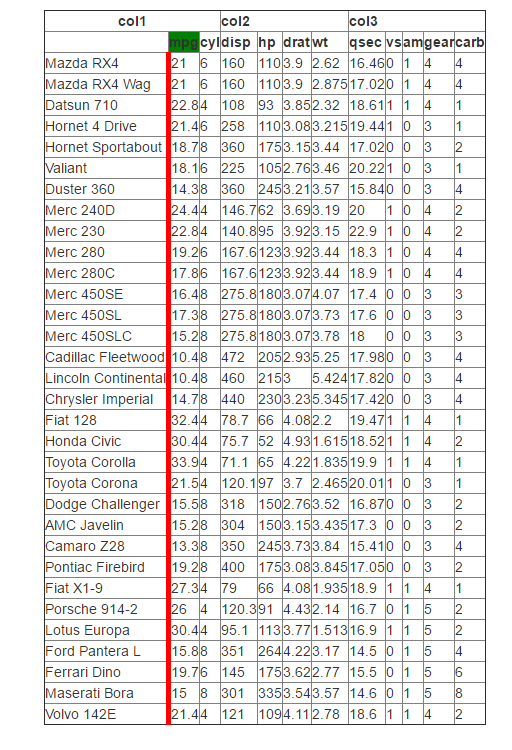 col1 col2 col3
mpg cyl disp hp drat wt qsec vs am gear carb
Mazda RX4 21 6 160 110 3.9 2.62 16.46 0 1 4 4
Mazda RX4 Wag 21 6 160 110 3.9 2.875 17.02 0 1 4 4
Datsun 710 22.8 4 108 93 3.85 2.32 18.61 1 1 4 1
Hornet 4 Drive 21.4 6 258 110 3.08 3.215 19.44 1 0 3 1
Hornet Sportabout 18.7 8 360 175 3.15 3.44 17.02 0 0 3 2
Valiant 18.1 6 225 105 2.76 3.46 20.22 1 0 3 1
Duster 360 14.3 8 360 245 3.21 3.57 15.84 0 0 3 4
Merc 240D 24.4 4 146.7 62 3.69 3.19 20 1 0 4 2
Merc 230 22.8 4 140.8 95 3.92 3.15 22.9 1 0 4 2
Merc 280 19.2 6 167.6 123 3.92 3.44 18.3 1 0 4 4
Merc 280C 17.8 6 167.6 123 3.92 3.44 18.9 1 0 4 4
Merc 450SE 16.4 8 275.8 180 3.07 4.07 17.4 0 0 3 3
Merc 450SL 17.3 8 275.8 180 3.07 3.73 17.6 0 0 3 3
Merc 450SLC 15.2 8 275.8 180 3.07 3.78 18 0 0 3 3
Cadillac Fleetwood 10.4 8 472 205 2.93 5.25 17.98 0 0 3 4
Lincoln Continental 10.4 8 460 215 3 5.424 17.82 0 0 3 4
Chrysler Imperial 14.7 8 440 230 3.23 5.345 17.42 0 0 3 4
Fiat 128 32.4 4 78.7 66 4.08 2.2 19.47 1 1 4 1
Honda Civic 30.4 4 75.7 52 4.93 1.615 18.52 1 1 4 2
Toyota Corolla 33.9 4 71.1 65 4.22 1.835 19.9 1 1 4 1
Toyota Corona 21.5 4 120.1 97 3.7 2.465 20.01 1 0 3 1
Dodge Challenger 15.5 8 318 150 2.76 3.52 16.87 0 0 3 2
AMC Javelin 15.2 8 304 150 3.15 3.435 17.3 0 0 3 2
Camaro Z28 13.3 8 350 245 3.73 3.84 15.41 0 0 3 4
Pontiac Firebird 19.2 8 400 175 3.08 3.845 17.05 0 0 3 2
Fiat X1-9 27.3 4 79 66 4.08 1.935 18.9 1 1 4 1
Porsche 914-2 26 4 120.3 91 4.43 2.14 16.7 0 1 5 2
Lotus Europa 30.4 4 95.1 113 3.77 1.513 16.9 1 1 5 2
Ford Pantera L 15.8 8 351 264 4.22 3.17 14.5 0 1 5 4
Ferrari Dino 19.7 6 145 175 3.62 2.77 15.5 0 1 5 6
Maserati Bora 15 8 301 335 3.54 3.57 14.6 0 1 5 8
Volvo 142E 21.4 4 121 109 4.11 2.78 18.6 1 1 4 2